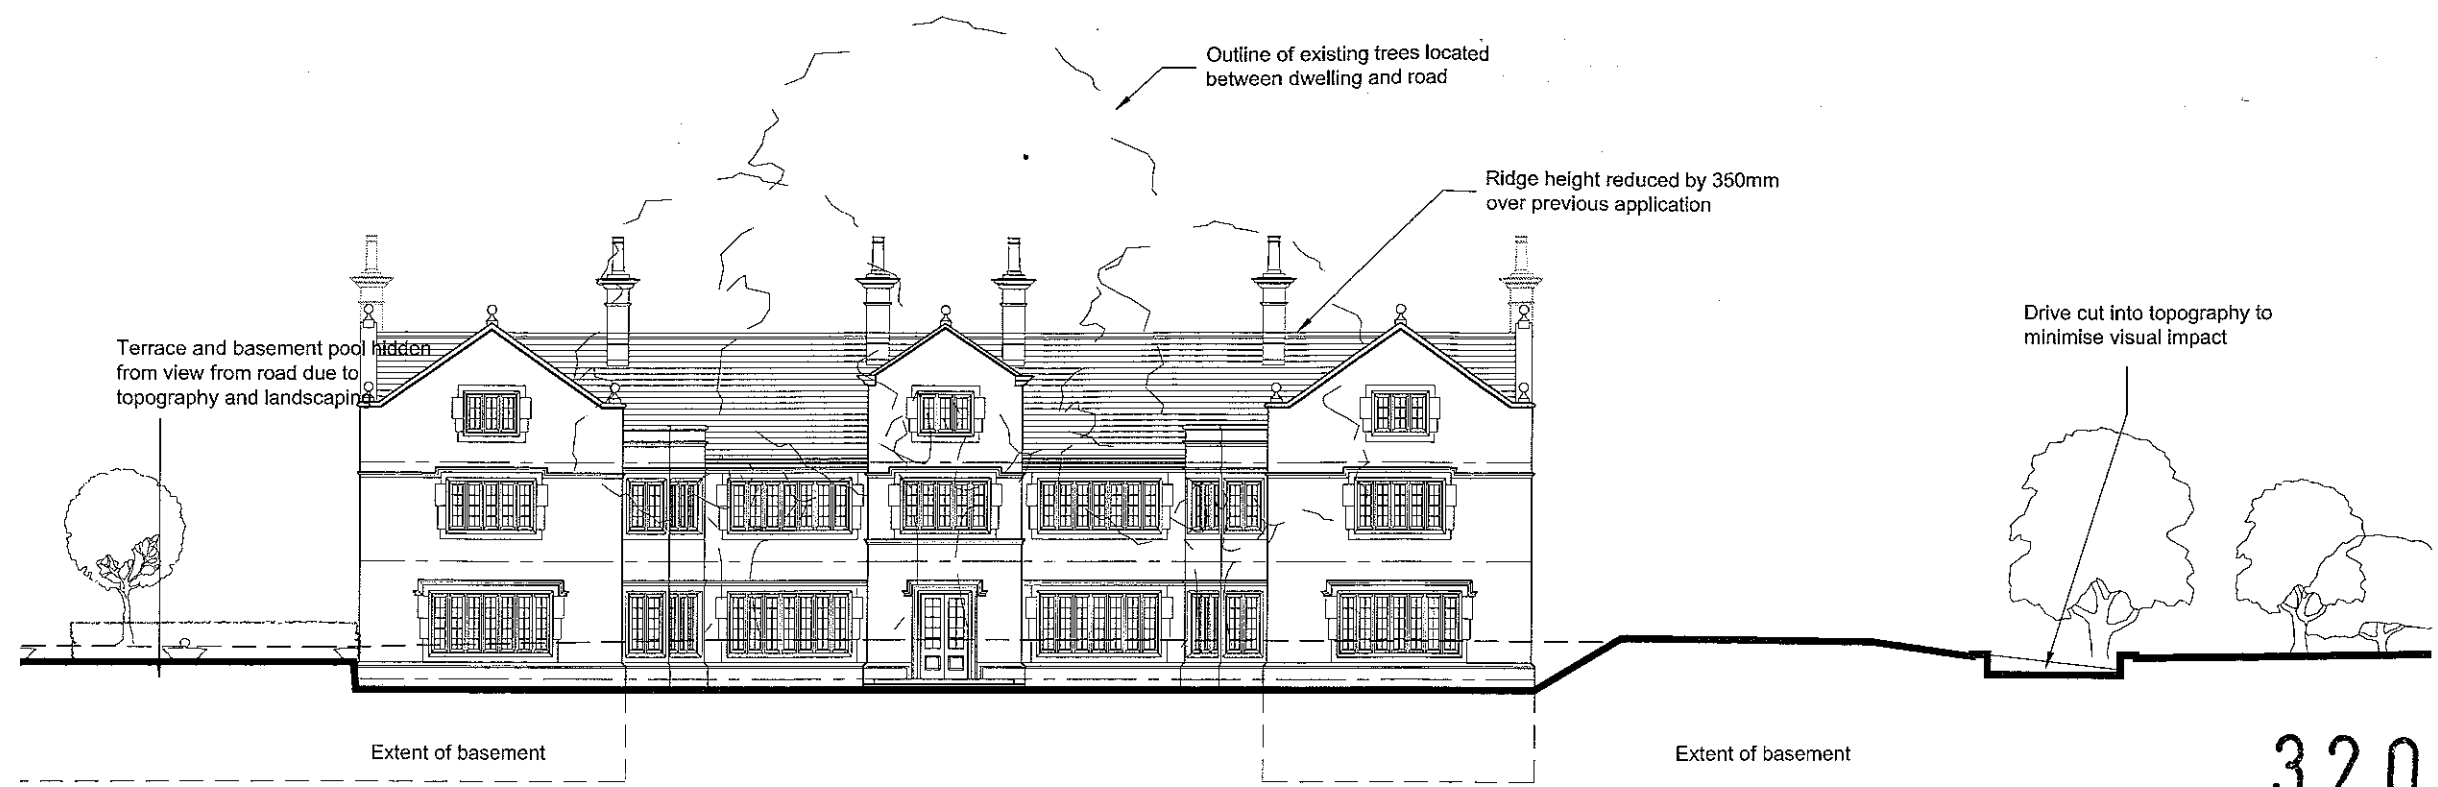 Outline of existing trees located
between dwelling and road
Ridge height reduced by 350mm
over previous application
Drive cut into topography to
minimise visual impact
Terrace and basement pool hidden
from view from road due to
topography and landscaping
Extent of basement
Extent of basement
320